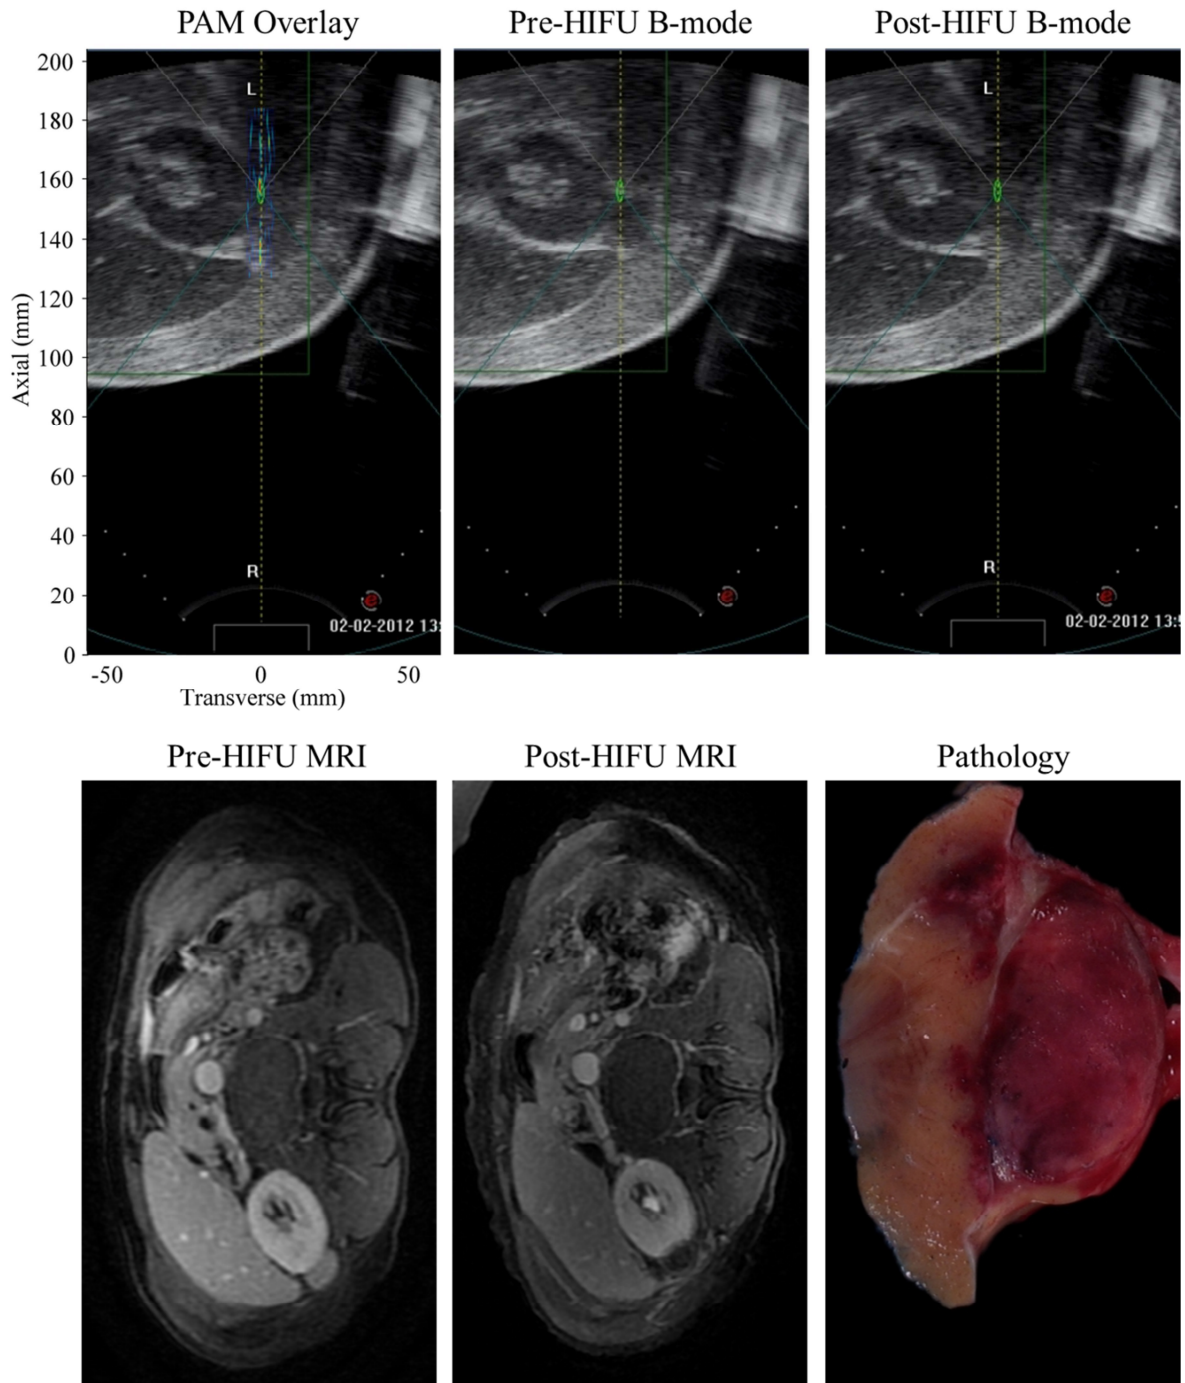 PAM Overlay
Pre-HIFU B-mode
Post-HIFU B-mode
200
180
160
140
120
100
80
60
40
20
0
Axial (mm)
L
R
02-02-2012 13:
L
R
02-02-2012 13:5
-50
0
50
Transverse (mm)
Pre-HIFU MRI
Post-HIFU MRI
Pathology